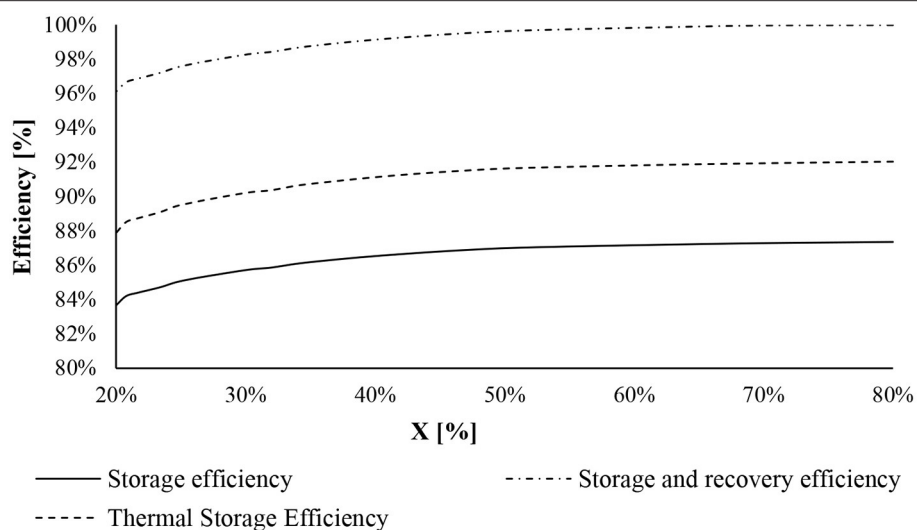 100%
98%
96%
94%
92%
90%
88%
86%
84%
82%
80%
Efficiency [%]
20% 30% 40% 50% 60% 70% 80%
X [%]
Storage efficiency
Storage and recovery efficiency
Thermal Storage Efficiency